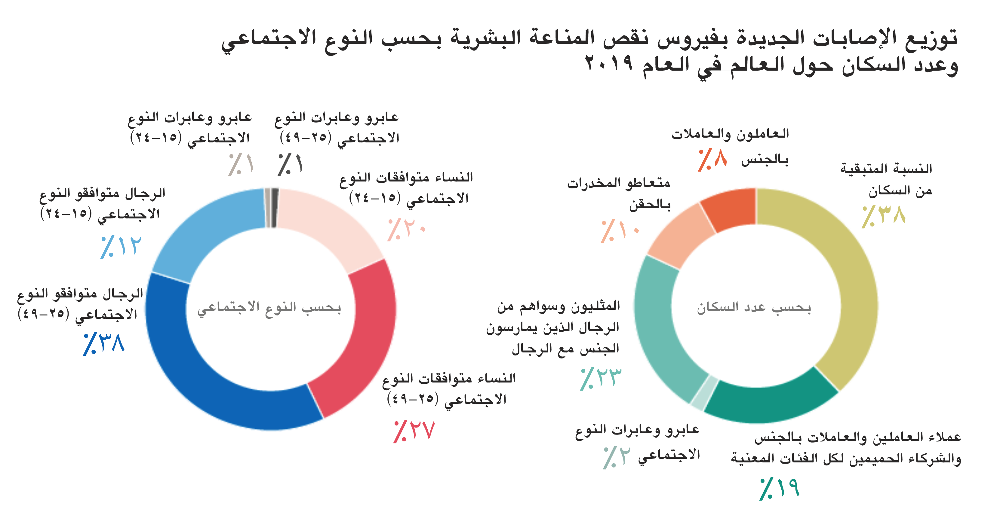 توزيع الإصابات الجديدة بفيروس نقص المناعة البشرية بحسب النوع الاجتماعي
وعدد السكان حول العالم في العام ٢٠١٩
العاملون والعاملات
بالجنس ٨٪
النسبة المتبقية
من السكان
٣٨٪
متعاطو المخدرات
بالحقن
١٠٪
بحسب عدد السكان
المثليون وسواهم من
الرجال الذين يمارسون
الجنس مع الرجال
٢٣٪
عابرو وعابرات النوع
الاجتماعي ٢٪
عملاء العاملين والعاملات بالجنس
والشركاء الحميمين لكل الفئات المعنية
١٩٪
عابرو وعابرات النوع
الاجتماعي (٢٥–٤٩)
١٪
عابرو وعابرات النوع
الاجتماعي (١٥–٢٤)
١٪
النساء متوافقات النوع
الاجتماعي (١٥–٢٤)
٢٠٪
الرجال متوافقو النوع
الاجتماعي (١٥–٢٤)
١٢٪
بحسب النوع الاجتماعي
الرجال متوافقو النوع
الاجتماعي (٢٥–٤٩)
٣٨٪
النساء متوافقات النوع
الاجتماعي (٢٥–٤٩)
٢٧٪